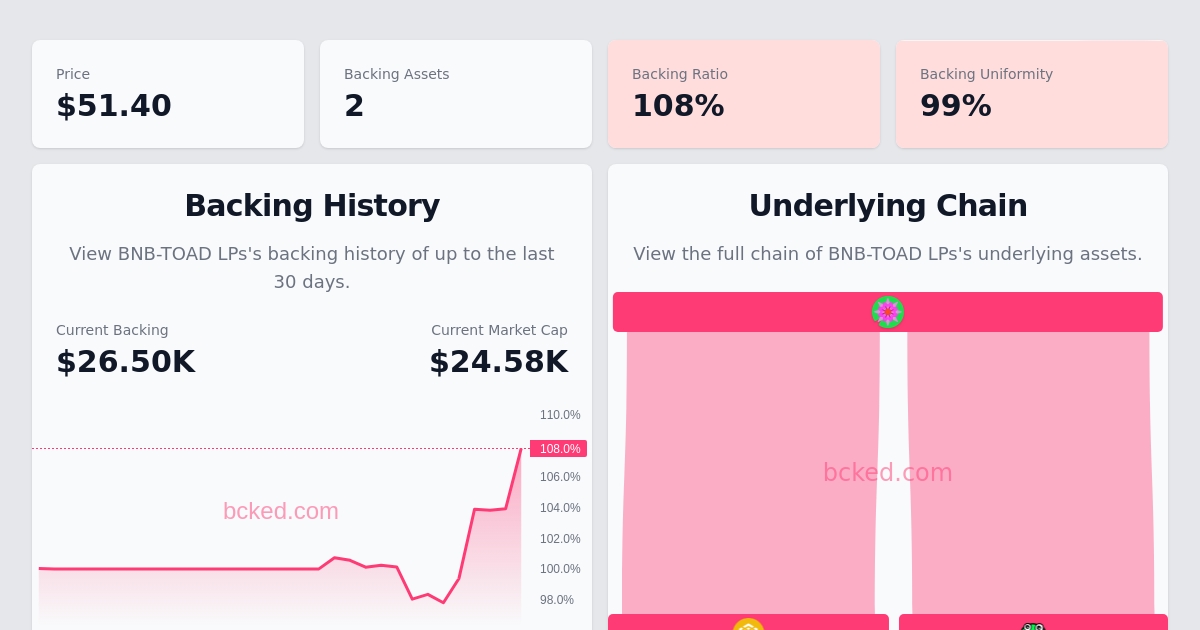 Price
$51.40
Backing Assets
2
Backing Ratio
108%
Backing Uniformity
99%
Backing History
View BNB-TOAD LPs's backing history of up to the last
30 days.
Current Backing
$26.50K
Current Market Cap
$24.58K
110.0%
108.0%
106.0%
104.0%
102.0%
100.0%
98.0%
bcked.com
Underlying Chain
View the full chain of BNB-TOAD LPs's underlying assets.
bcked.com